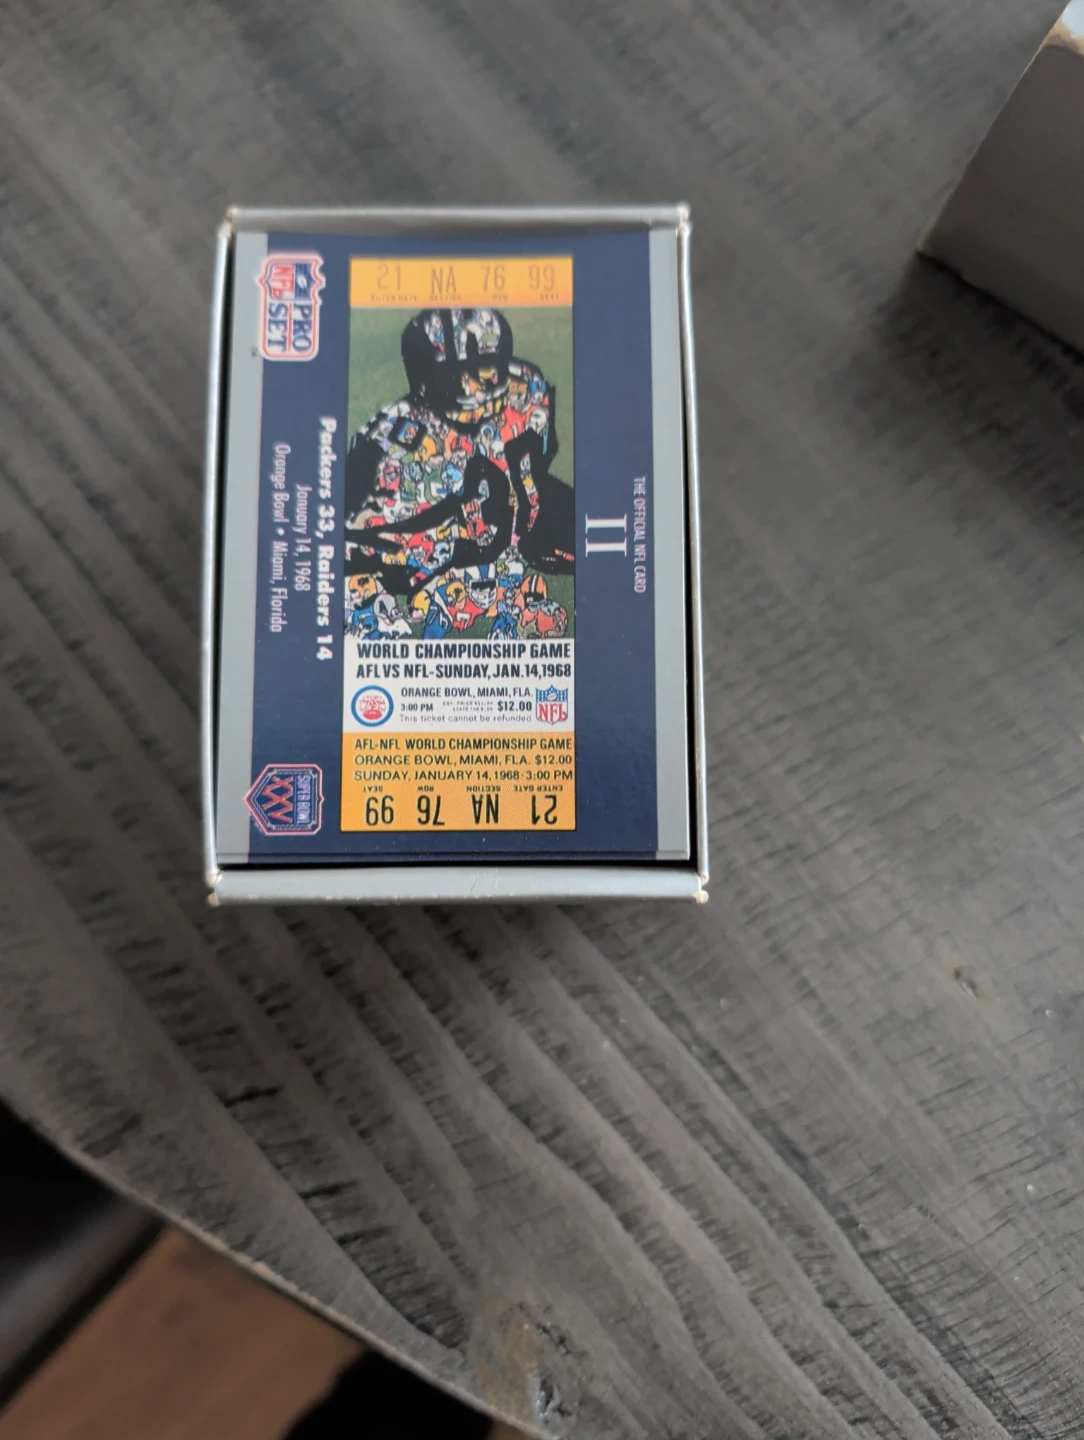 21 NA 76 99
ENTER GATE SECTION ROW SEAT
PRO
SET
NFL
THE OFFICIAL NFL CARD
II
Packers 33, Raiders 14
January 14, 1968
Orange Bowl • Miami, Florida
WORLD CHAMPIONSHIP GAME
AFL VS NFL-SUNDAY, JAN.14,1968
ORANGE BOWL, MIAMI, FLA.
3:00 PM $12.00
This ticket cannot be refunded
NFL
AFL-NFL WORLD CHAMPIONSHIP GAME
ORANGE BOWL, MIAMI, FLA. $12.00
SUNDAY, JANUARY 14, 1968-3:00 PM
ENTER GATE SECTION ROW SEAT
21 NA 76 99
SUPER BOWL
XXV